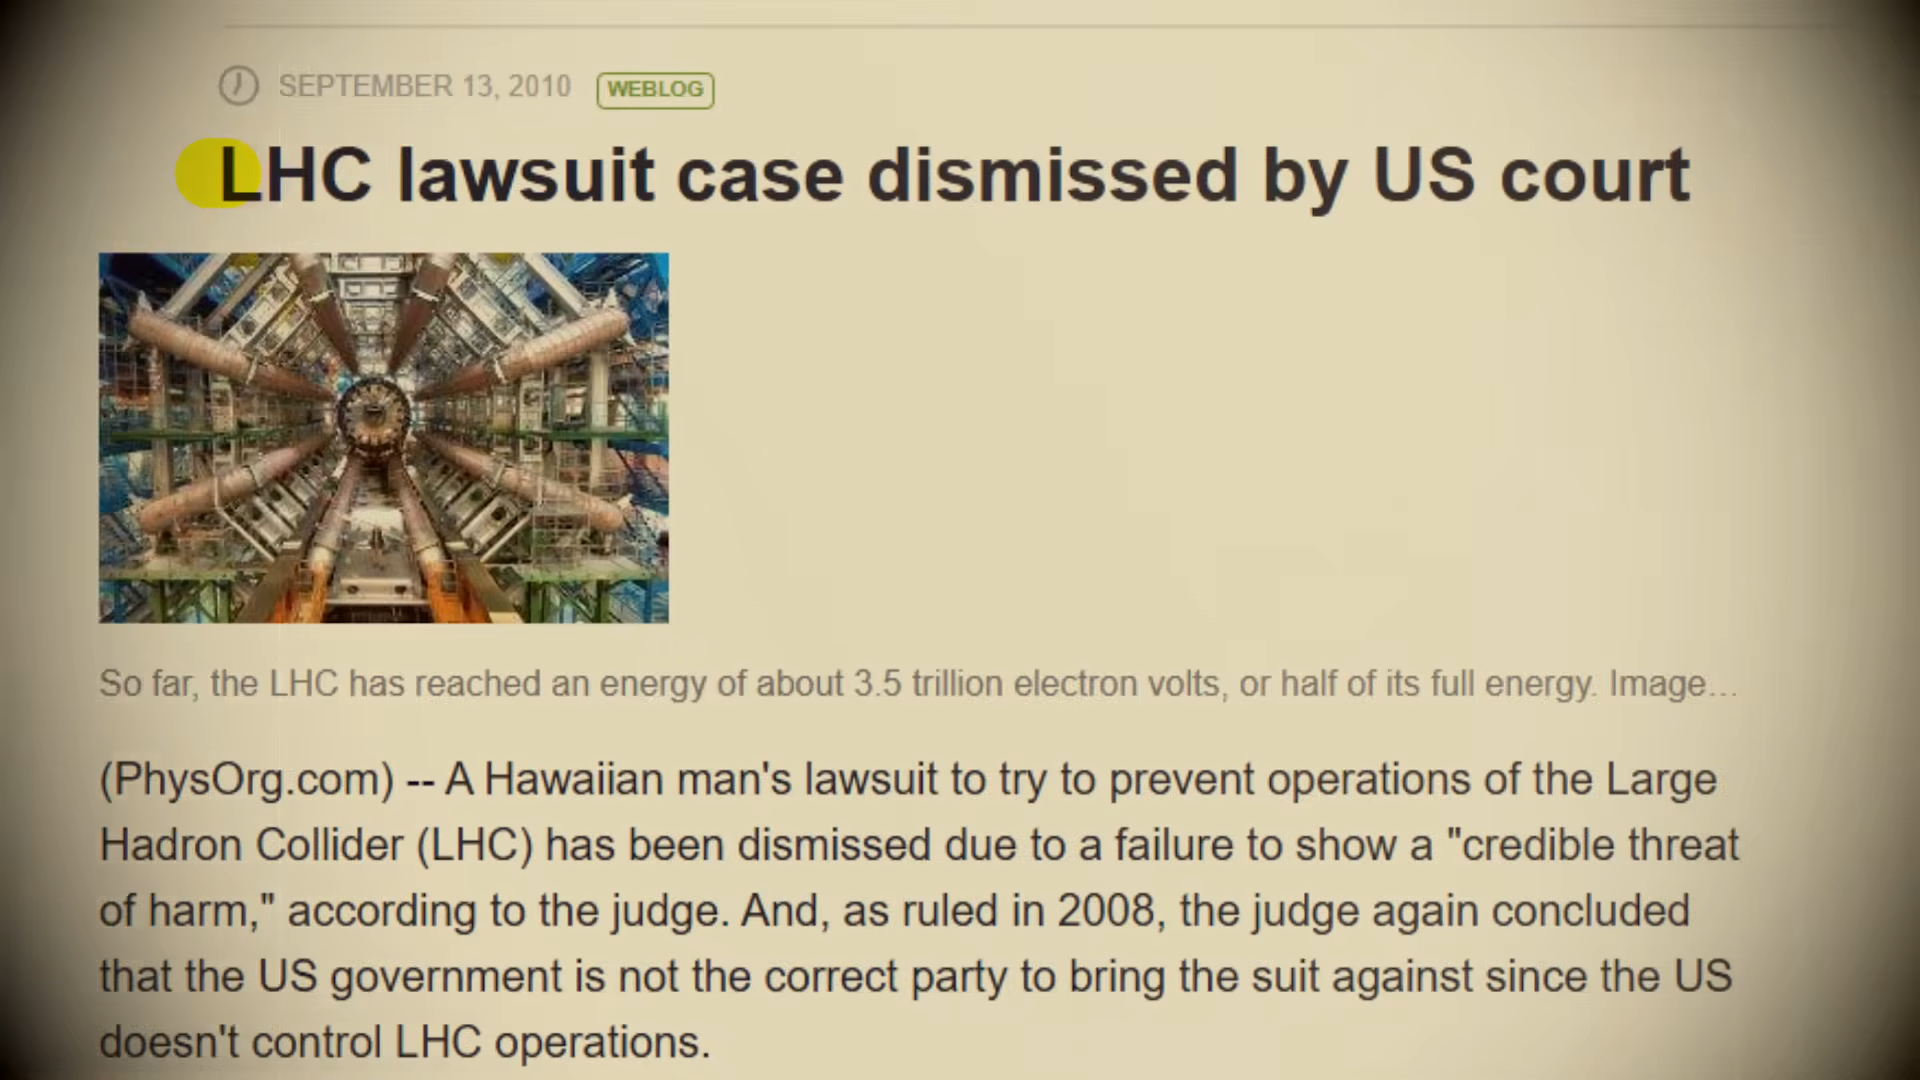 SEPTEMBER 13, 2010 WEBLOG
LHC lawsuit case dismissed by US court
So far, the LHC has reached an energy of about 3.5 trillion electron volts, or half of its full energy. Image...
(PhysOrg.com) -- A Hawaiian man's lawsuit to try to prevent operations of the Large
Hadron Collider (LHC) has been dismissed due to a failure to show a "credible threat
of harm," according to the judge. And, as ruled in 2008, the judge again concluded
that the US government is not the correct party to bring the suit against since the US
doesn't control LHC operations.